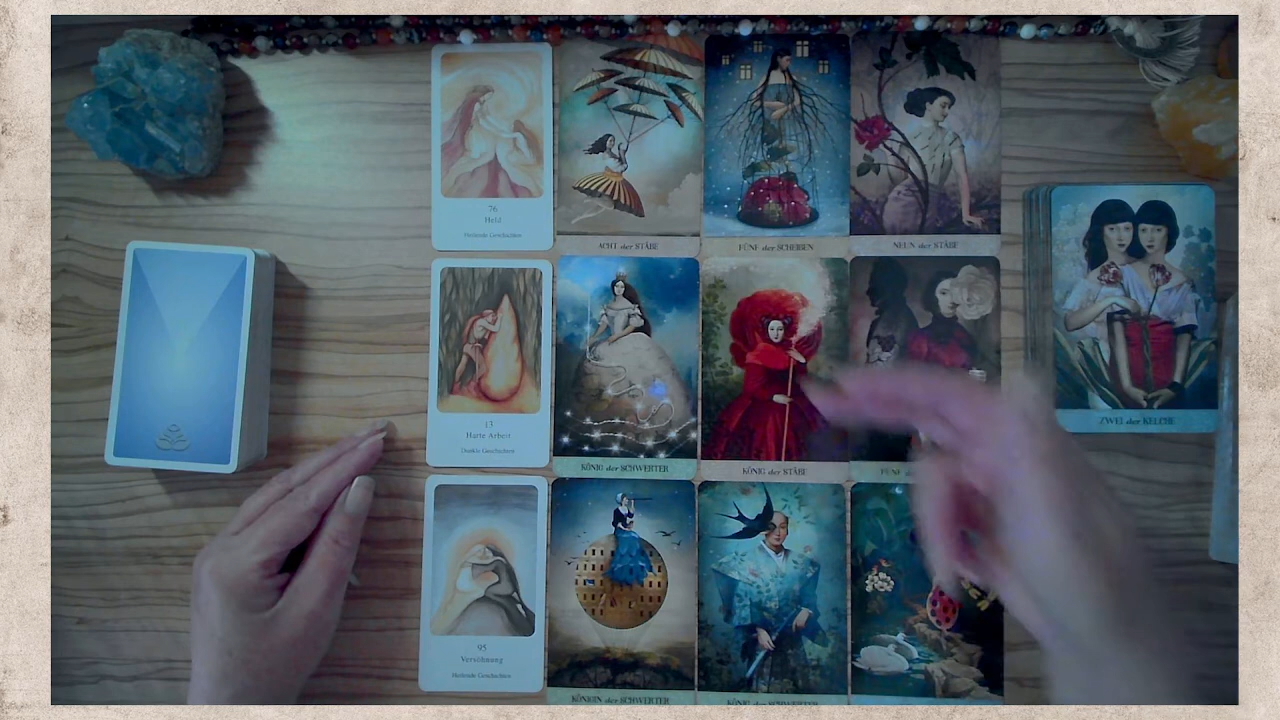 76
Held
Heilende Geschichten
ACHT der STÄBE
FÜNF der SCHEIBEN
NEUN der STÄBE
13
Harte Arbeit
Dunkle Geschichten
KÖNIG der SCHWERTER
KÖNIG der STÄBE
FÜNF
ZWEI der KELCHE
95
Versöhnung
Heilende Geschichten
KÖNIGIN der SCHWERTER